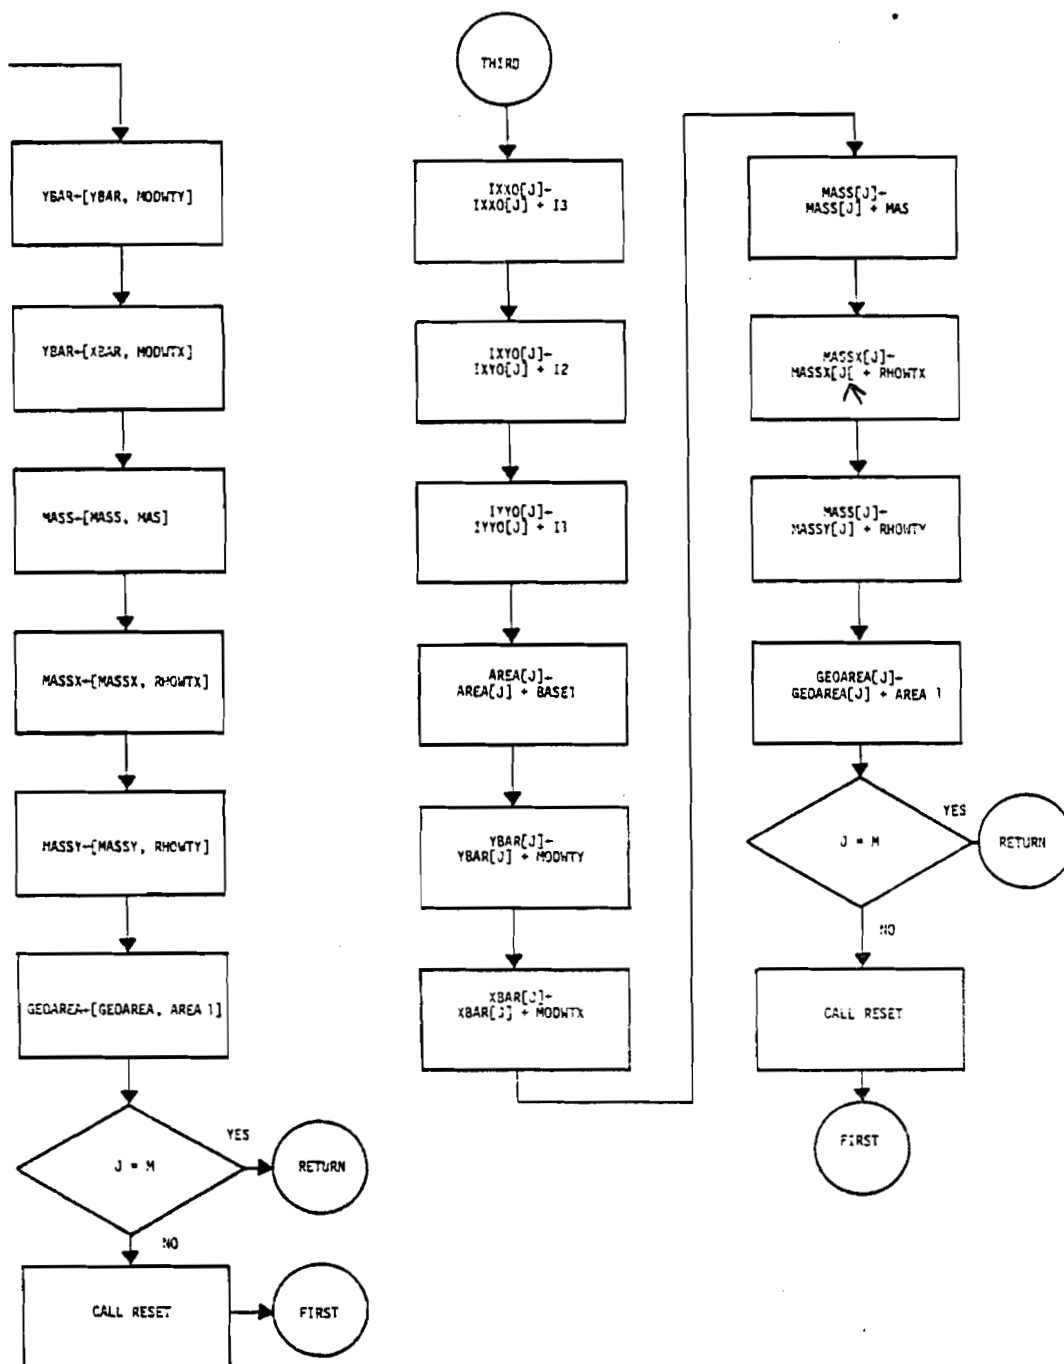 YBAR←[YBAR, MODWTY]
YBAR←[XBAR, MODWTX]
MASS←[MASS, MAS]
MASSX←[MASSX, RHOWTX]
MASSY←[MASSY, RHOWTY]
GEOAREA←[GEOAREA, AREA 1]
J = M
YES
RETURN
NO
CALL RESET
FIRST
THIRD
IXXO[J]←
IXXO[J] + I3
IXYO[J]←
IXYO[J] + I2
IYYO[J]←
IYYO[J] + I1
AREA[J]←
AREA[J] + BASE1
YBAR[J]←
YBAR[J] + MODWTY
XBAR[J]←
XBAR[J] + MODWTX
MASS[J]←
MASS[J] + MAS
MASSX[J]←
MASSX[J[ + RHOWTX
MASS[J]←
MASSY[J] + RHOWTY
GEOAREA[J]←
GEOAREA[J] + AREA 1
J = M
YES
RETURN
NO
CALL RESET
FIRST